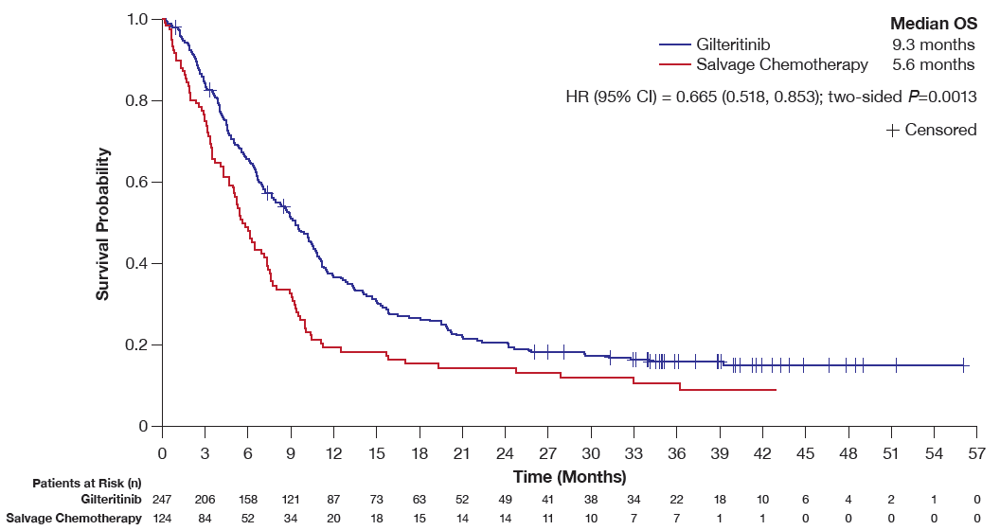 Median OS
Gilteritinib 9.3 months
Salvage Chemotherapy 5.6 months
HR (95% CI) = 0.665 (0.518, 0.853); two-sided P=0.0013
+ Censored
Survival Probability
1.0
0.8
0.6
0.4
0.2
0
0 3 6 9 12 15 18 21 24 27 30 33 36 39 42 45 48 51 54 57
Time (Months)
Patients at Risk (n)
Gilteritinib 247 206 158 121 87 73 63 52 49 41 38 34 22 18 10 6 4 2 1 0
Salvage Chemotherapy 124 84 52 34 20 18 15 14 14 11 10 7 7 1 1 0 0 0 0 0